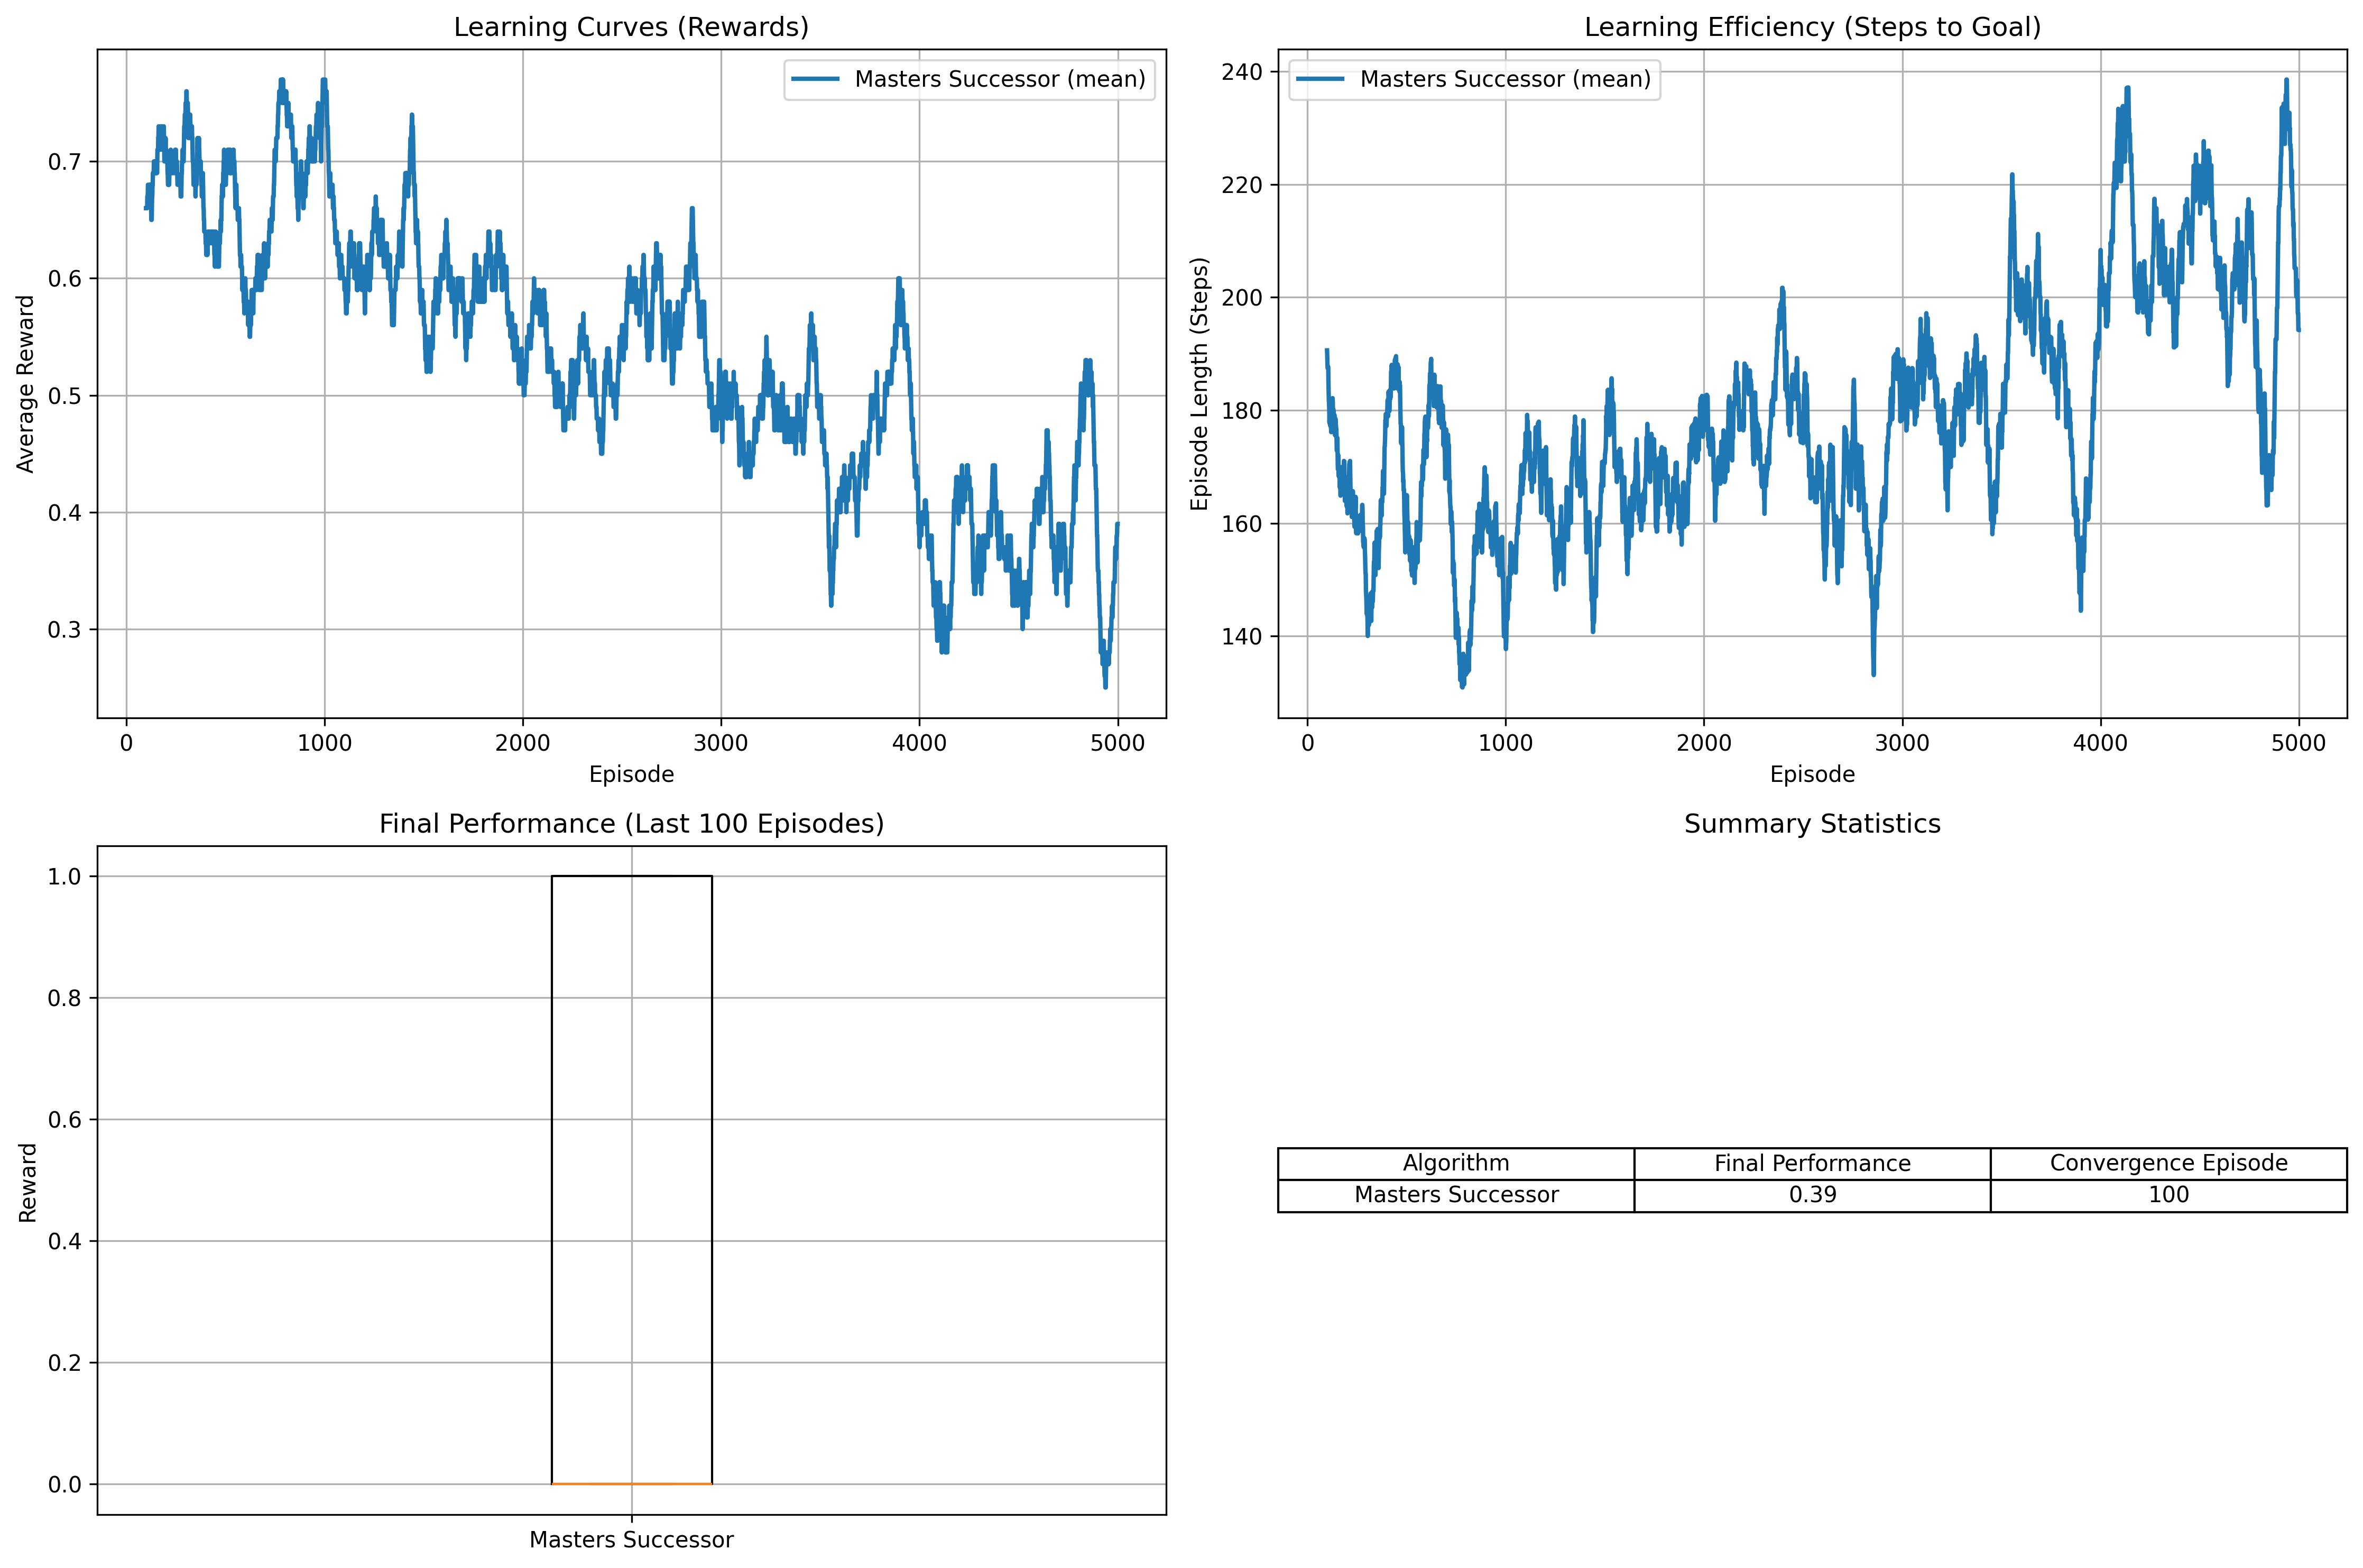 Learning Curves (Rewards)
Masters Successor (mean)
Average Reward
0.7
0.6
0.5
0.4
0.3
0 1000 2000 3000 4000 5000
Episode
Learning Efficiency (Steps to Goal)
Masters Successor (mean)
Episode Length (Steps)
240
220
200
180
160
140
0 1000 2000 3000 4000 5000
Episode
Final Performance (Last 100 Episodes)
Reward
1.0
0.8
0.6
0.4
0.2
0.0
Masters Successor
Summary Statistics
Algorithm Final Performance Convergence Episode
Masters Successor 0.39 100